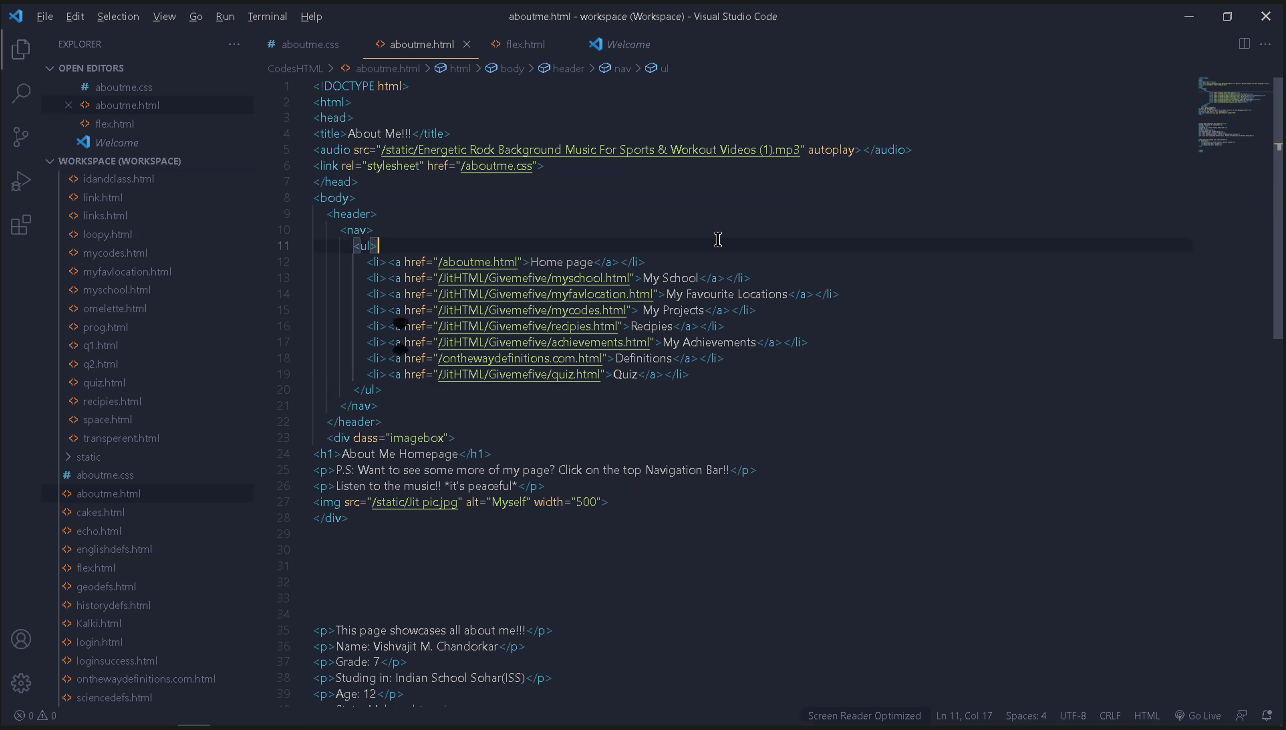 File Edit Selection View Go Run Terminal Help
aboutme.html - workspace (Workspace) - Visual Studio Code
EXPLORER
OPEN EDITORS
aboutme.css
aboutme.html
flex.html
Welcome
WORKSPACE (WORKSPACE)
idandclass.html
link.html
links.html
loopy.html
mycodes.html
myfavlocation.html
myschool.html
omelette.html
prog.html
q1.html
q2.html
quiz.html
recipies.html
space.html
transperent.html
static
aboutme.css
aboutme.html
cakes.html
echo.html
englishdefs.html
flex.html
geodefs.html
historydefs.html
Kalki.html
login.html
loginsuccess.html
onthewaydefinitions.com.html
sciencedefs.html
aboutme.css aboutme.html flex.html Welcome
CodesHTML > aboutme.html > html > body > header > nav > ul
1 <!DOCTYPE html>
2 <html>
3 <head>
4 <title>About Me!!!</title>
5 <audio src="/static/Energetic Rock Background Music For Sports & Workout Videos (1).mp3" autoplay></audio>
6 <link rel="stylesheet" href="/aboutme.css">
7 </head>
8 <body>
9 <header>
10 <nav>
11 <ul>
12 <li><a href="/aboutme.html">Home page</a></li>
13 <li><a href="/JitHTML/Givemefive/myschool.html">My School</a></li>
14 <li><a href="/JitHTML/Givemefive/myfavlocation.html">My Favourite Locations</a></li>
15 <li><a href="/JitHTML/Givemefive/mycodes.html"> My Projects</a></li>
16 <li><a href="/JitHTML/Givemefive/recipies.html">Recipies</a></li>
17 <li><a href="/JitHTML/Givemefive/achievements.html">My Achievements</a></li>
18 <li><a href="/onthewaydefinitions.com.html">Definitions</a></li>
19 <li><a href="/JitHTML/Givemefive/quiz.html">Quiz</a></li>
20 </ul>
21 </nav>
22 </header>
23 <div class="imagebox">
24 <h1>About Me Homepage</h1>
25 <p>P.S: Want to see some more of my page? Click on the top Navigation Bar!!</p>
26 <p>Listen to the music!! *it's peaceful*</p>
27 <img src="/static/Jit pic.jpg" alt="Myself" width="500">
28 </div>
29
30
31
32
33
34
35 <p>This page showcases all about me!!!</p>
36 <p>Name: Vishvajit M. Chandorkar</p>
37 <p>Grade: 7</p>
38 <p>Studing in: Indian School Sohar(ISS)</p>
39 <p>Age: 12</p>
0 0
Screen Reader Optimized Ln 11, Col 17 Spaces: 4 UTF-8 CRLF HTML Go Live